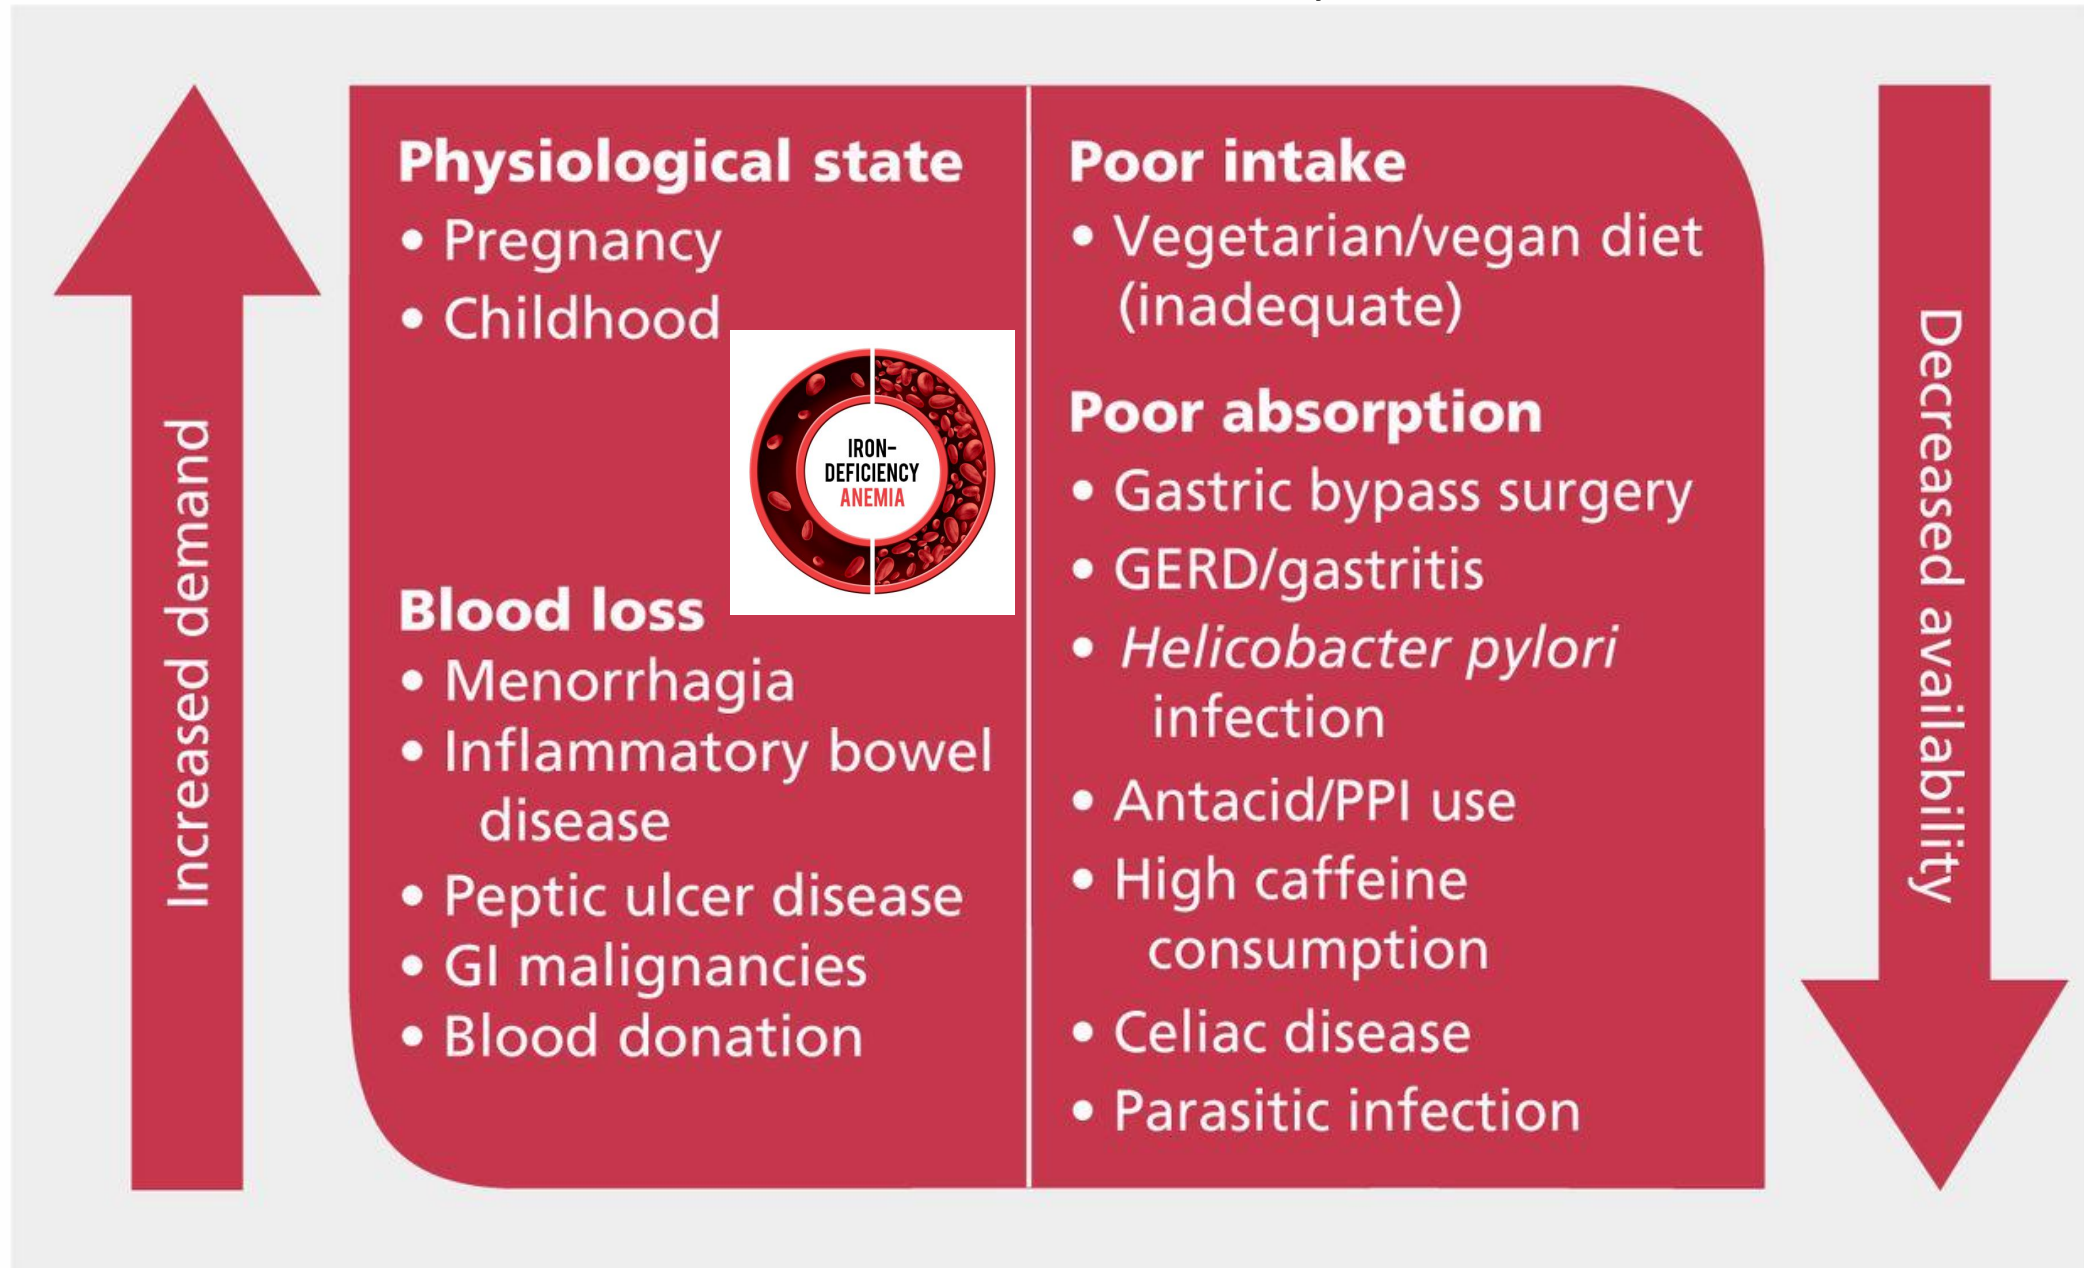 Increased demand
Physiological state
• Pregnancy
• Childhood
IRON-
DEFICIENCY
ANEMIA
Blood loss
• Menorrhagia
• Inflammatory bowel
disease
• Peptic ulcer disease
• GI malignancies
• Blood donation
Poor intake
• Vegetarian/vegan diet
(inadequate)
Poor absorption
• Gastric bypass surgery
• GERD/gastritis
• Helicobacter pylori
infection
• Antacid/PPI use
• High caffeine
consumption
• Celiac disease
• Parasitic infection
Decreased availability